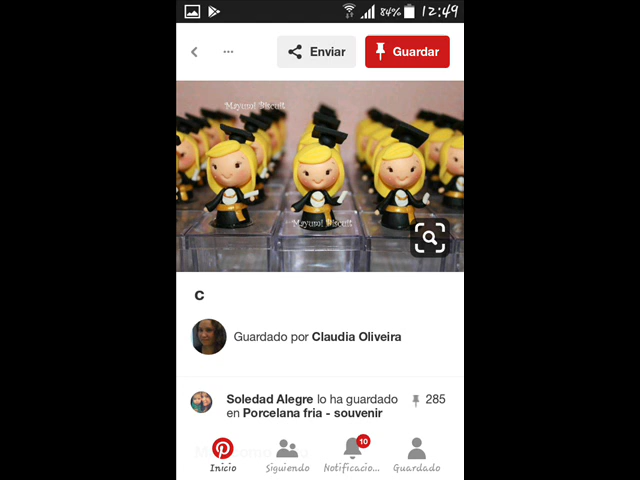 84% 12:49
Enviar
Guardar
Mayumi Biscuit
Mayumi Biscuit
C
Guardado por Claudia Oliveira
Soledad Alegre lo ha guardado 285
en Porcelana fria - souvenir
10
Inicio Siguiendo Notificacio... Guardado